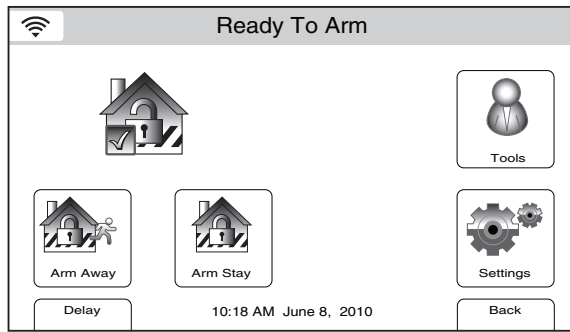 Ready To Arm
Tools
Arm Away
Arm Stay
Settings
Delay
10:18 AM June 8, 2010
Back